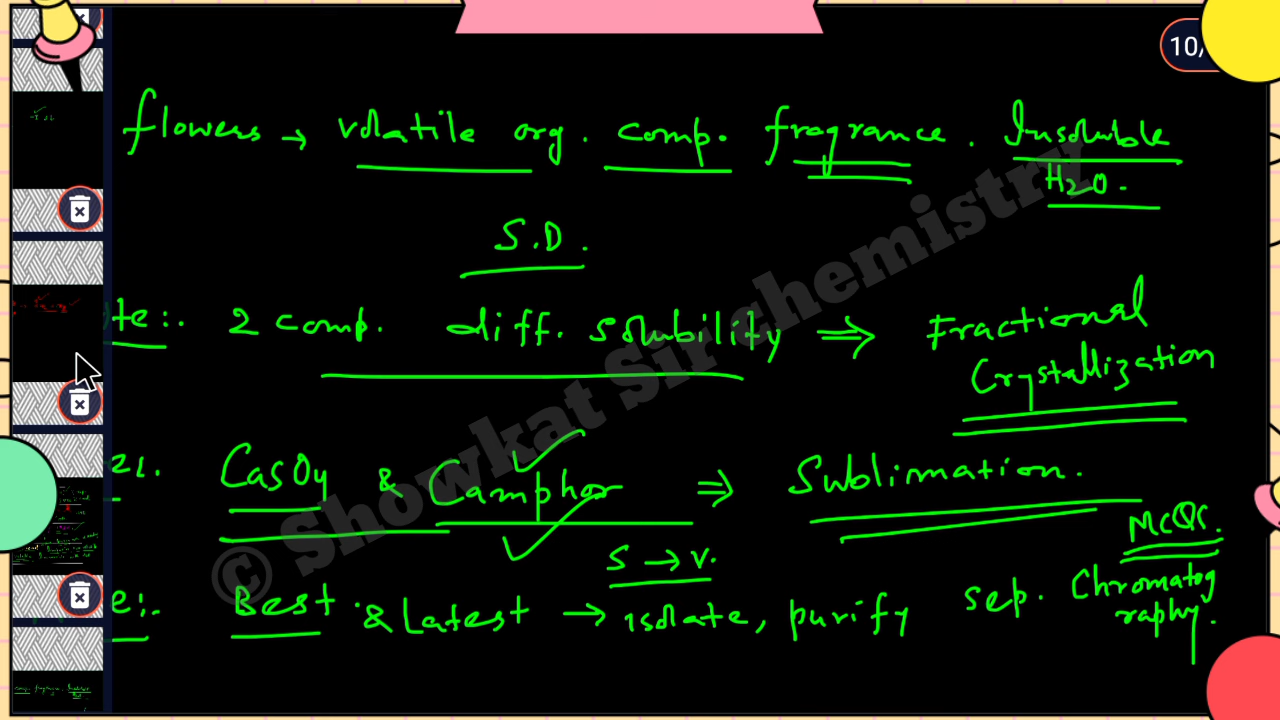 10/
flowers → volatile org. comp. fragrance. Insoluble
H2O.
S.D.
te:. 2 comp. diff. solubility ⇒ Fractional
Crystallization
CaSO4 & Camphor ⇒ Sublimation.
S → V.
MCQs.
e:. Best & Latest → isolate, purify sep. Chromatog
raphy.
© Showkat Sir chemistry